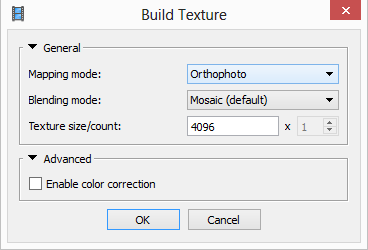 Build Texture
General
Mapping mode: Orthophoto
Blending mode: Mosaic (default)
Texture size/count: 4096 x 1
Advanced
Enable color correction
OK Cancel